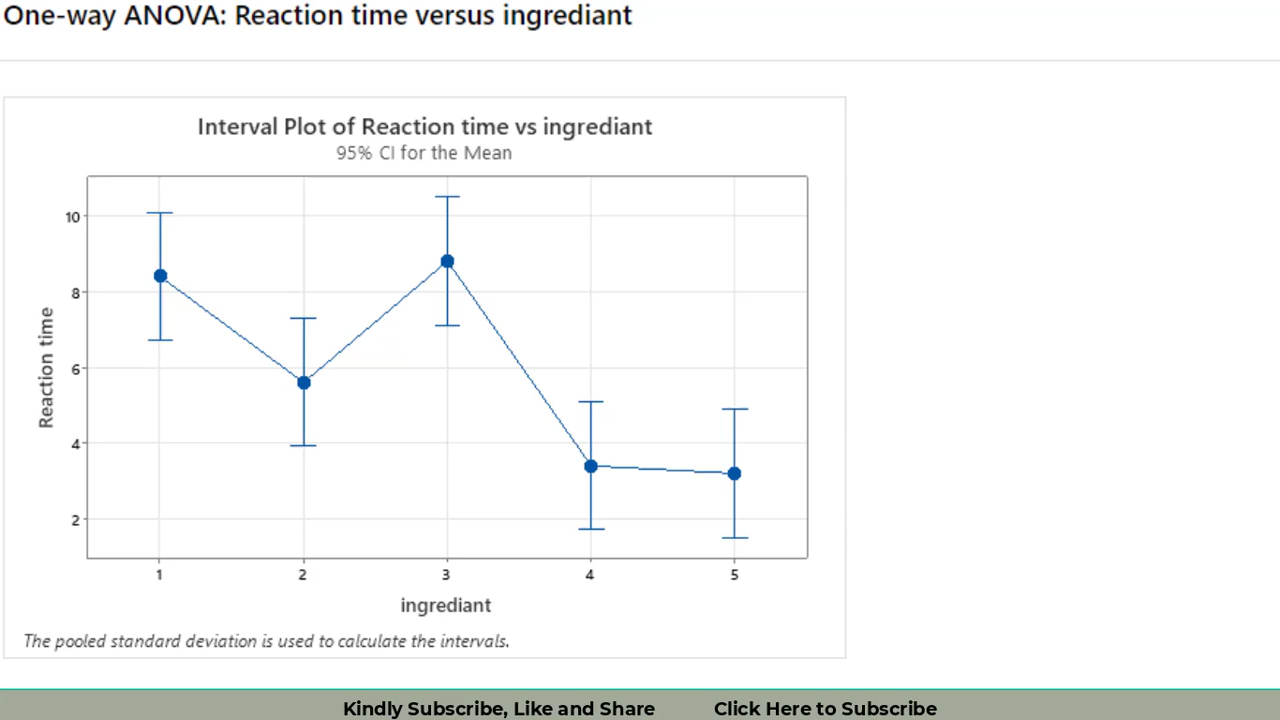 One-way ANOVA: Reaction time versus ingrediant
Interval Plot of Reaction time vs ingrediant
95% CI for the Mean
10
8
6
4
2
Reaction time
1 2 3 4 5
ingrediant
The pooled standard deviation is used to calculate the intervals.
Kindly Subscribe, Like and Share Click Here to Subscribe